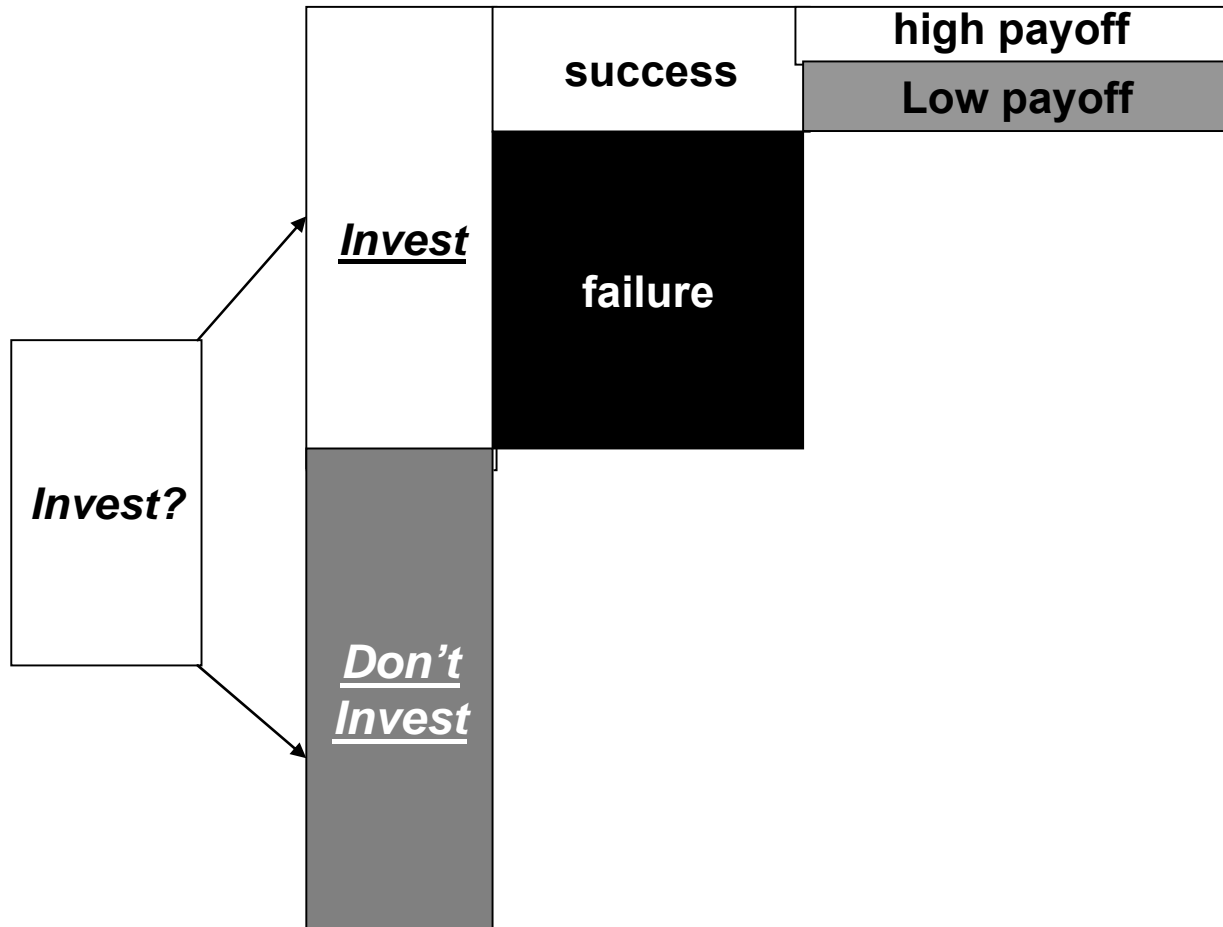 high payoff
success
Low payoff
Invest
failure
Invest?
Don’t
Invest